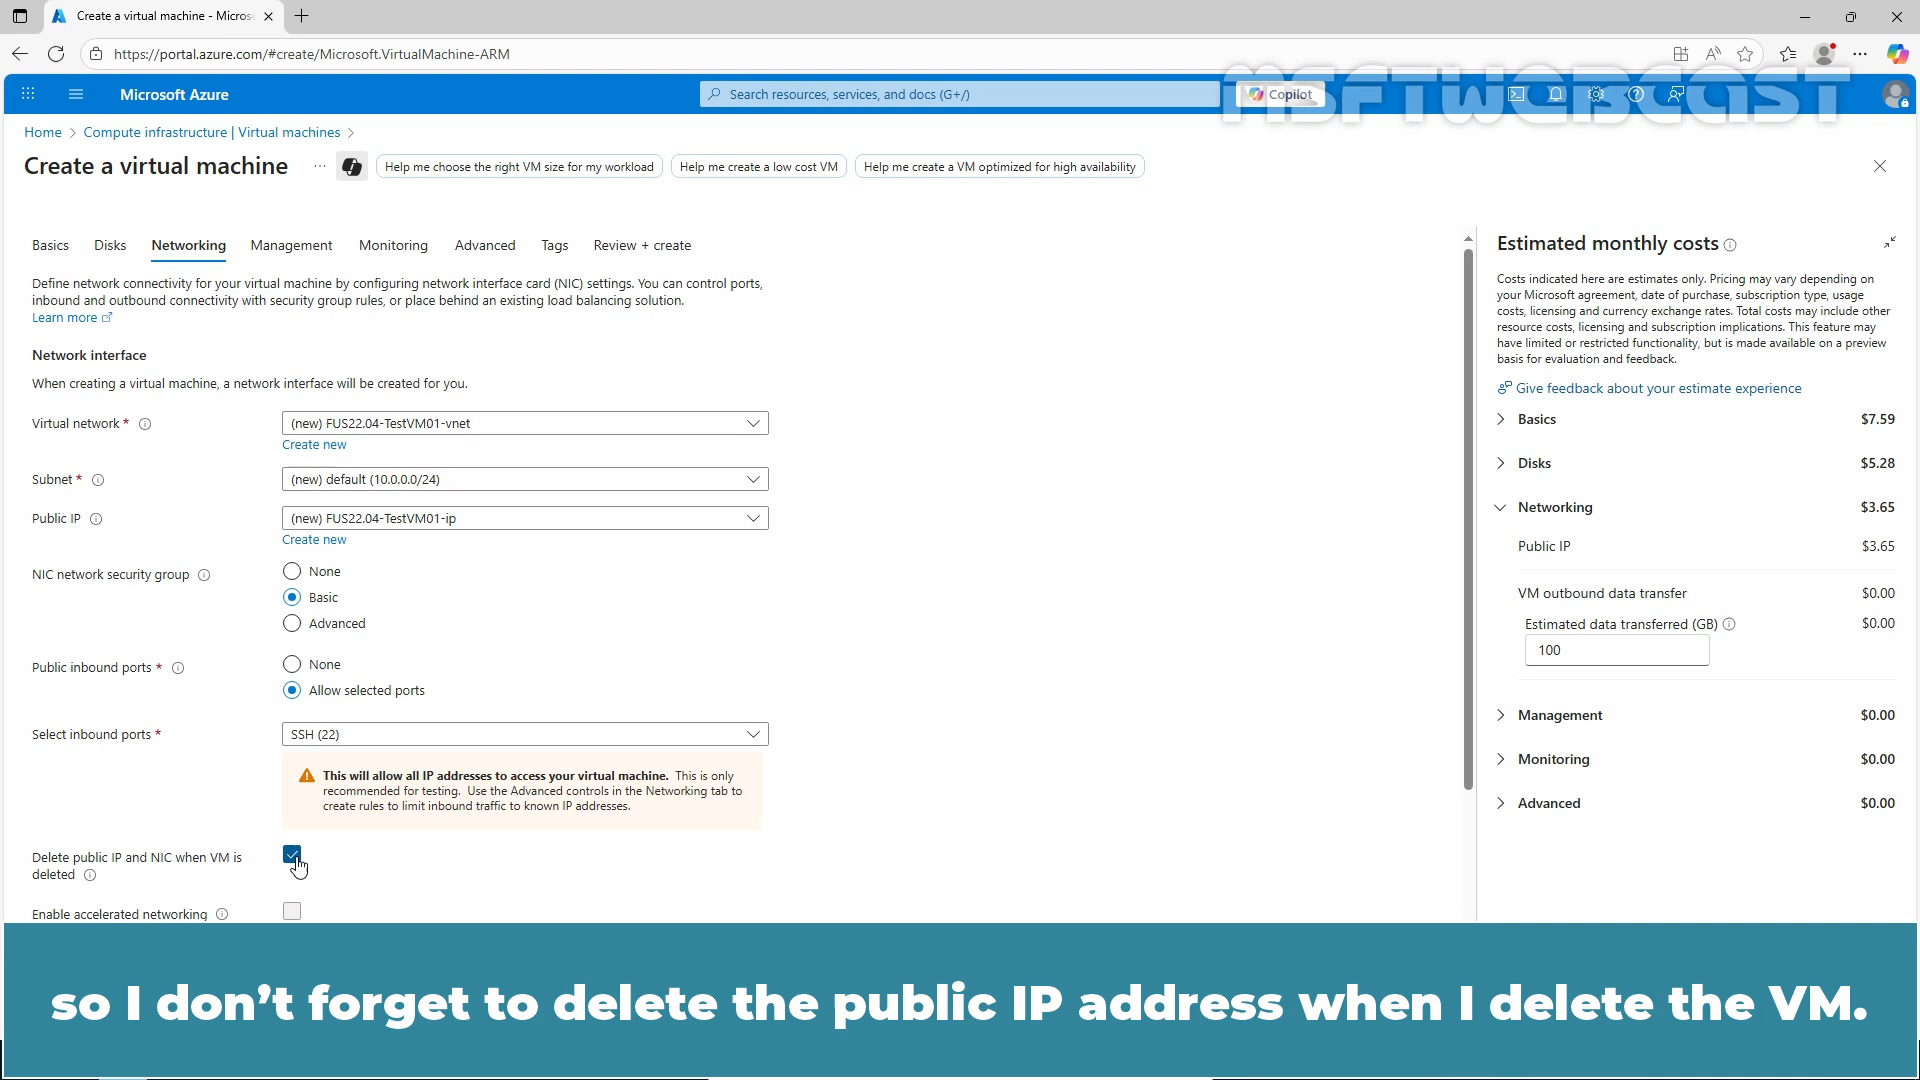 Create a virtual machine - Micros
https://portal.azure.com/#create/Microsoft.VirtualMachine-ARM
MSFTWEBCAST
Microsoft Azure
Search resources, services, and docs (G+/)
Copilot
Home > Compute infrastructure | Virtual machines >
Create a virtual machine
...
Help me choose the right VM size for my workload
Help me create a low cost VM
Help me create a VM optimized for high availability
Basics
Disks
Networking
Management
Monitoring
Advanced
Tags
Review + create
Define network connectivity for your virtual machine by configuring network interface card (NIC) settings. You can control ports,
inbound and outbound connectivity with security group rules, or place behind an existing load balancing solution.
Learn more
Network interface
When creating a virtual machine, a network interface will be created for you.
Virtual network *
(new) FUS22.04-TestVM01-vnet
Create new
Subnet *
(new) default (10.0.0.0/24)
Public IP
(new) FUS22.04-TestVM01-ip
Create new
NIC network security group
None
Basic
Advanced
Public inbound ports *
None
Allow selected ports
Select inbound ports *
SSH (22)
This will allow all IP addresses to access your virtual machine. This is only
recommended for testing. Use the Advanced controls in the Networking tab to
create rules to limit inbound traffic to known IP addresses.
Delete public IP and NIC when VM is
deleted
Enable accelerated networking
Estimated monthly costs
Costs indicated here are estimates only. Pricing may vary depending on
your Microsoft agreement, date of purchase, subscription type, usage
costs, licensing and currency exchange rates. Total costs may include other
resource costs, licensing and subscription implications. This feature may
have limited or restricted functionality, but is made available on a preview
basis for evaluation and feedback.
Give feedback about your estimate experience
Basics $7.59
Disks $5.28
Networking $3.65
Public IP $3.65
VM outbound data transfer $0.00
Estimated data transferred (GB) $0.00
100
Management $0.00
Monitoring $0.00
Advanced $0.00
so I don't forget to delete the public IP address when I delete the VM.